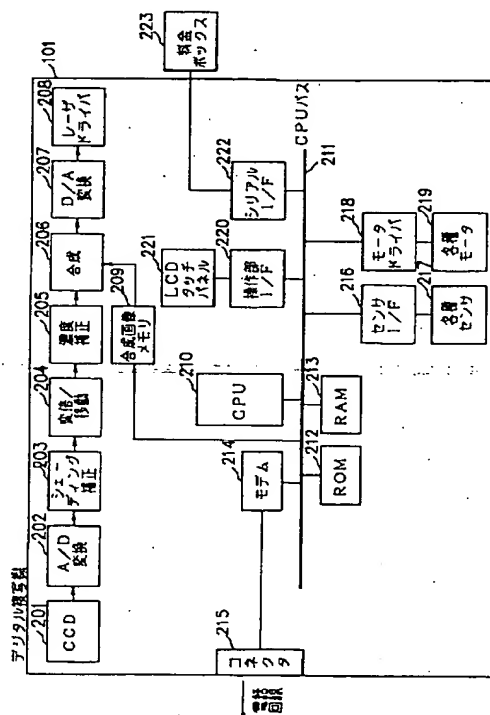 デジタル複写機
101
201
CCD
202
A/D
変換
203
シェー
ディング
補正
204
変倍/
移動
205
濃度
補正
206
合成
207
D/A
変換
208
レーザ
ドライバ
209
合成画像
メモリ
210
CPU
211
CPUバス
212
ROM
213
RAM
214
モデム
215
コネクタ
電話
回線
216
センサ
I/F
217
各種
センサ
218
モータ
ドライバ
219
各種
モータ
220
操作部
I/F
221
LCD
タッチ
パネル
222
シリアル
I/F
223
料金
ボックス